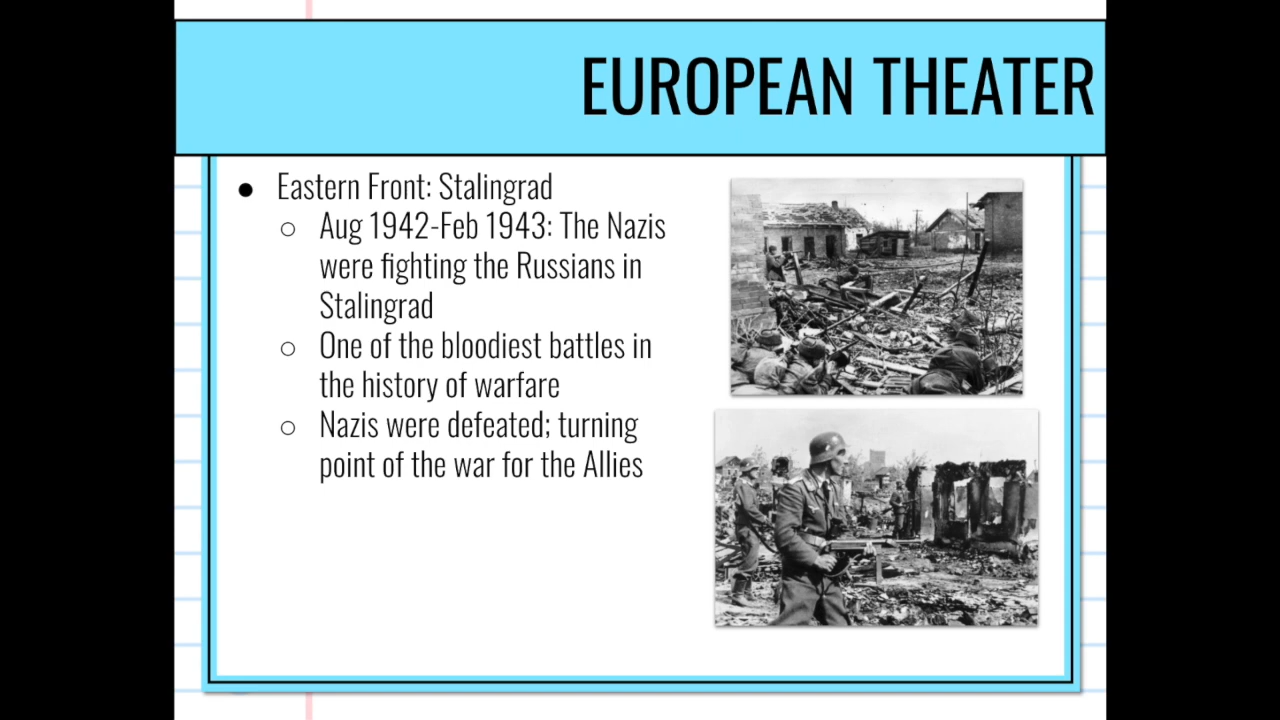 EUROPEAN THEATER
● Eastern Front: Stalingrad
○ Aug 1942-Feb 1943: The Nazis
were fighting the Russians in
Stalingrad
○ One of the bloodiest battles in
the history of warfare
○ Nazis were defeated; turning
point of the war for the Allies